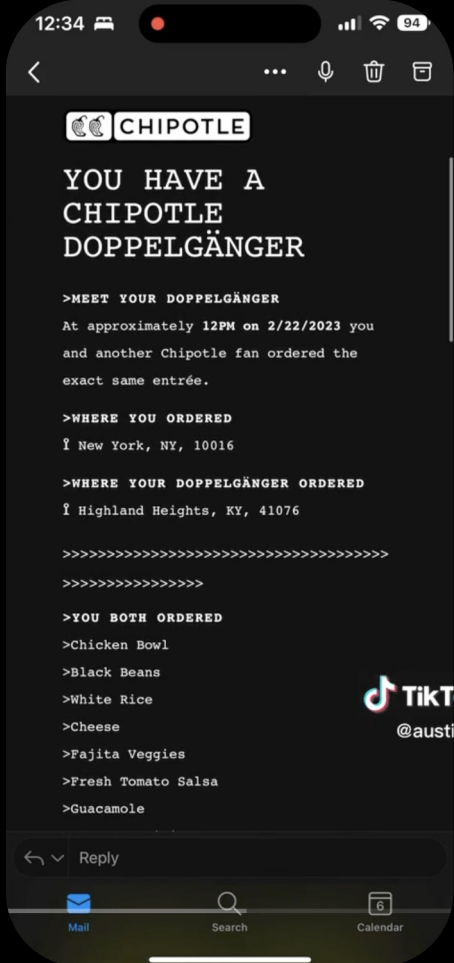 12:34
94
CHIPOTLE
YOU HAVE A
CHIPOTLE
DOPPELGÄNGER
>MEET YOUR DOPPELGÄNGER
At approximately 12PM on 2/22/2023 you
and another Chipotle fan ordered the
exact same entrée.
>WHERE YOU ORDERED
New York, NY, 10016
>WHERE YOUR DOPPELGÄNGER ORDERED
Highland Heights, KY, 41076
>>>>>>>>>>>>>>>>>>>>>>>>>>>>>>>>>>>>>
>>>>>>>>>>>>>>>>
>YOU BOTH ORDERED
>Chicken Bowl
>Black Beans
>White Rice
>Cheese
>Fajita Veggies
>Fresh Tomato Salsa
>Guacamole
TikT
@austi
Reply
6
Mail
Search
Calendar